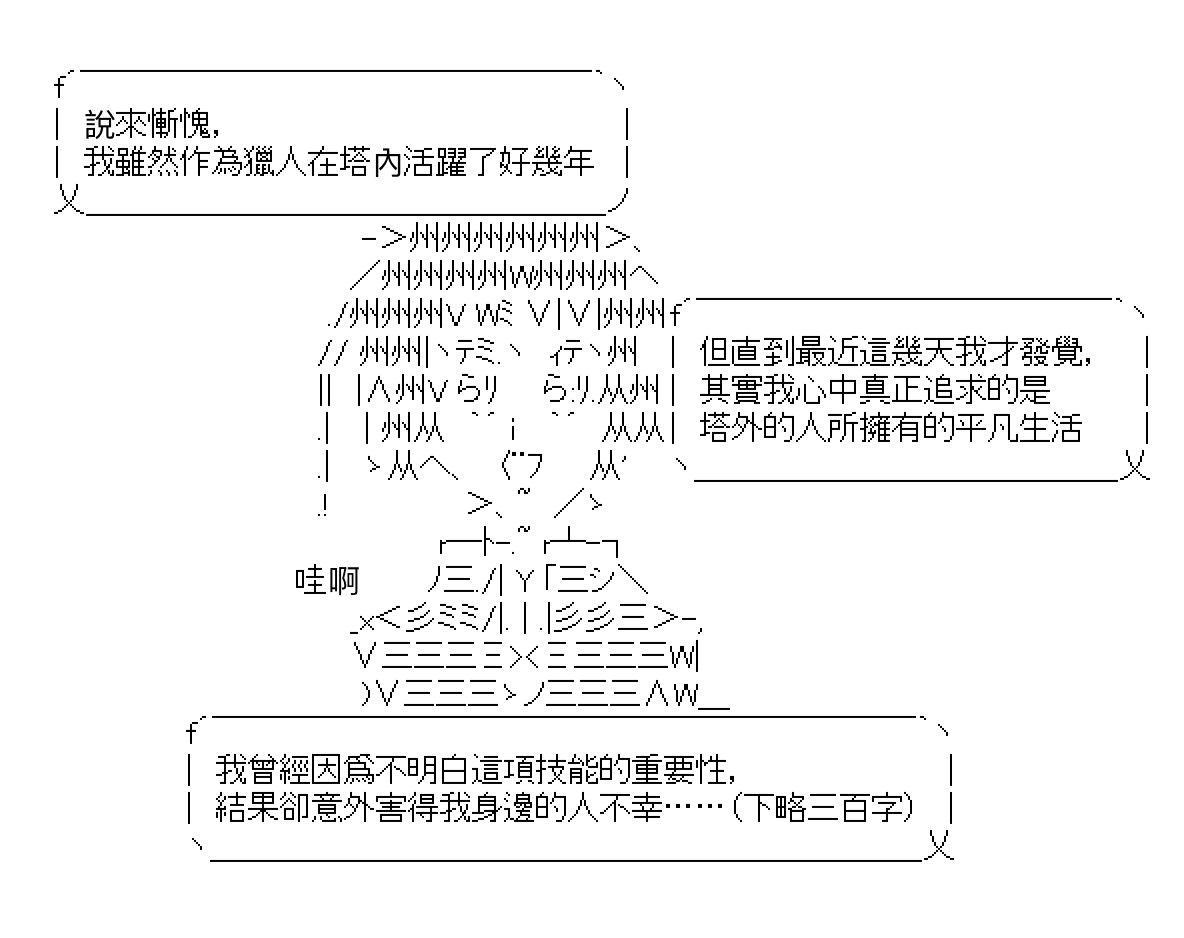 說來慚愧,
我雖然作為獵人在塔內活躍了好幾年
但直到最近這幾天我才發覺,
其實我心中真正追求的是
塔外的人所擁有的平凡生活
哇啊
我曾經因爲不明白這項技能的重要性,
結果卻意外害得我身邊的人不幸……(下略三百字)